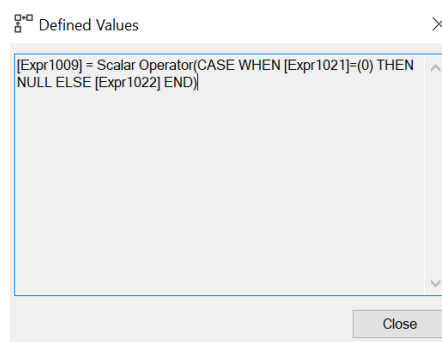 Defined Values
[Expr1009] = Scalar Operator(CASE WHEN [Expr1021]=(0) THEN
NULL ELSE [Expr1022] END)
Close